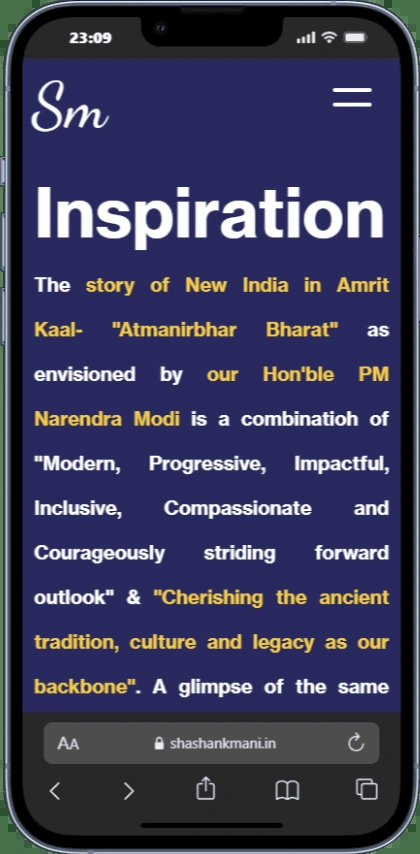 23:09
Sm
Inspiration
The story of New India in Amrit
Kaal- "Atmanirbhar Bharat" as
envisioned by our Hon'ble PM
Narendra Modi is a combinatioh of
"Modern, Progressive, Impactful,
Inclusive, Compassionate and
Courageously striding forward
outlook" & "Cherishing the ancient
tradition, culture and legacy as our
backbone". A glimpse of the same
AA shashankmani.in